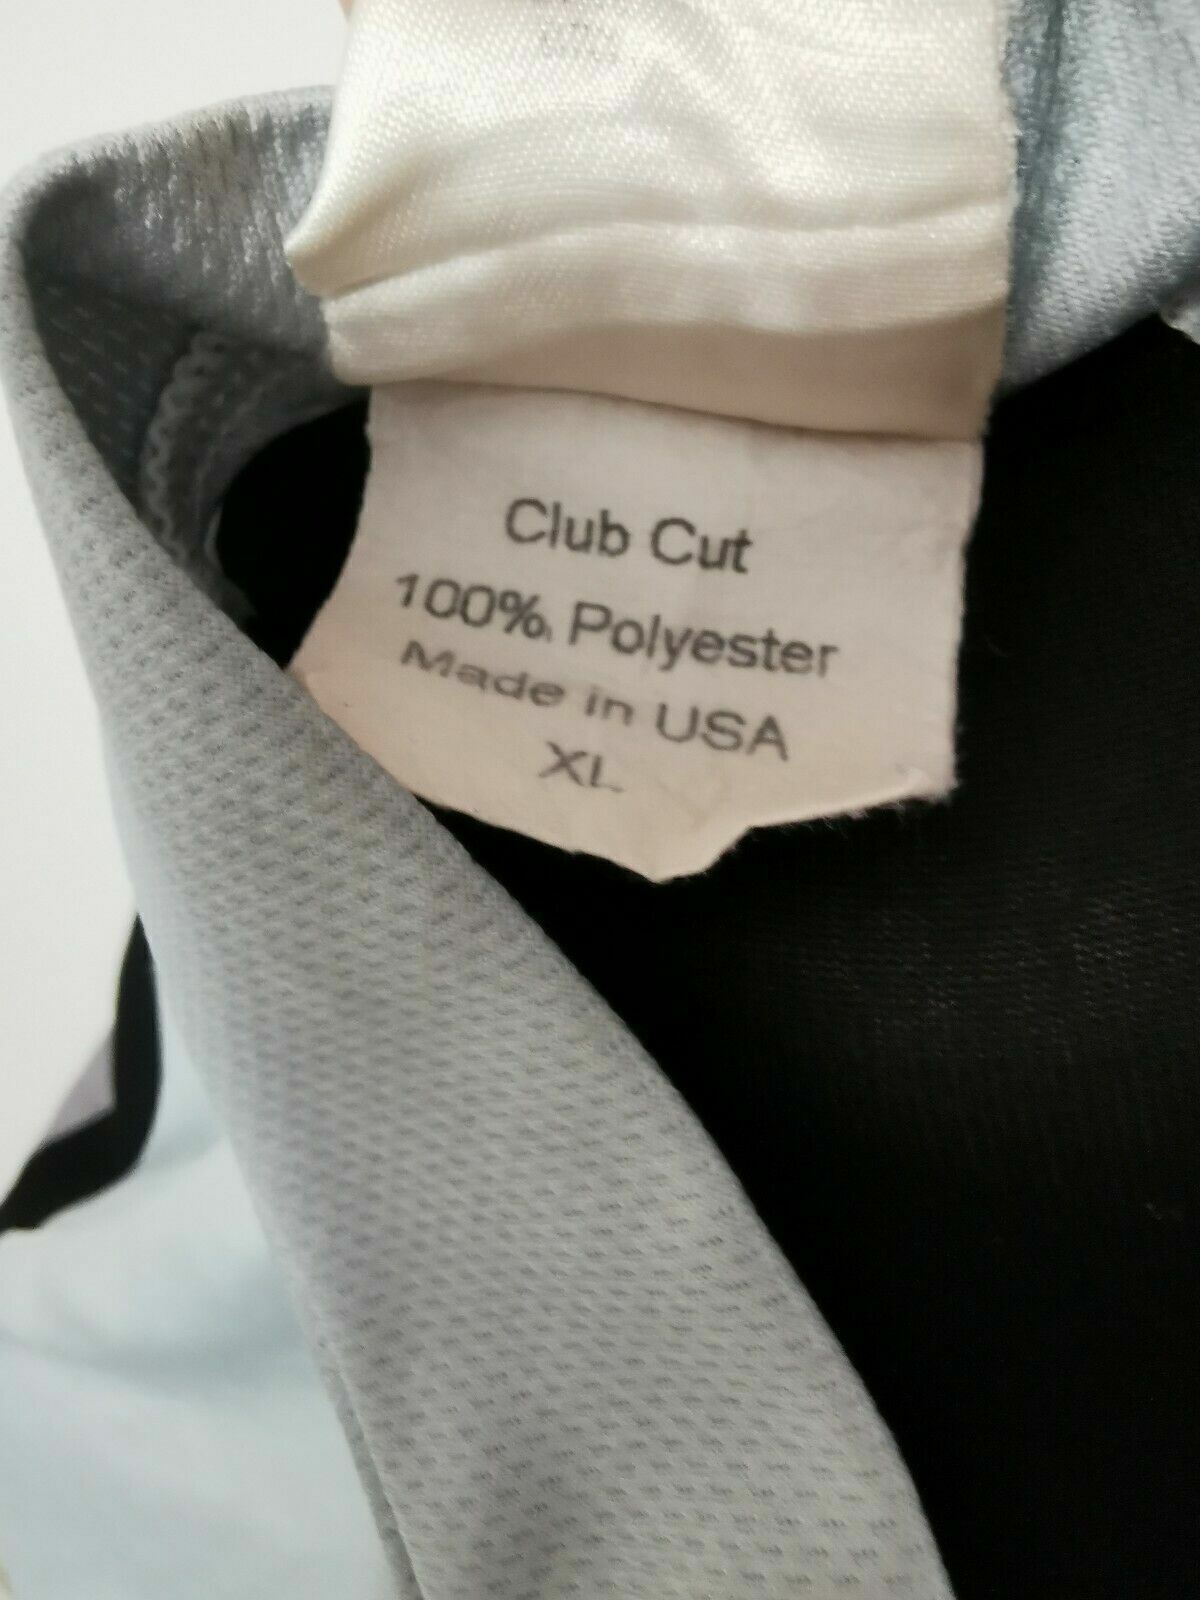 Club Cut
100% Polyester
Made in USA
XL